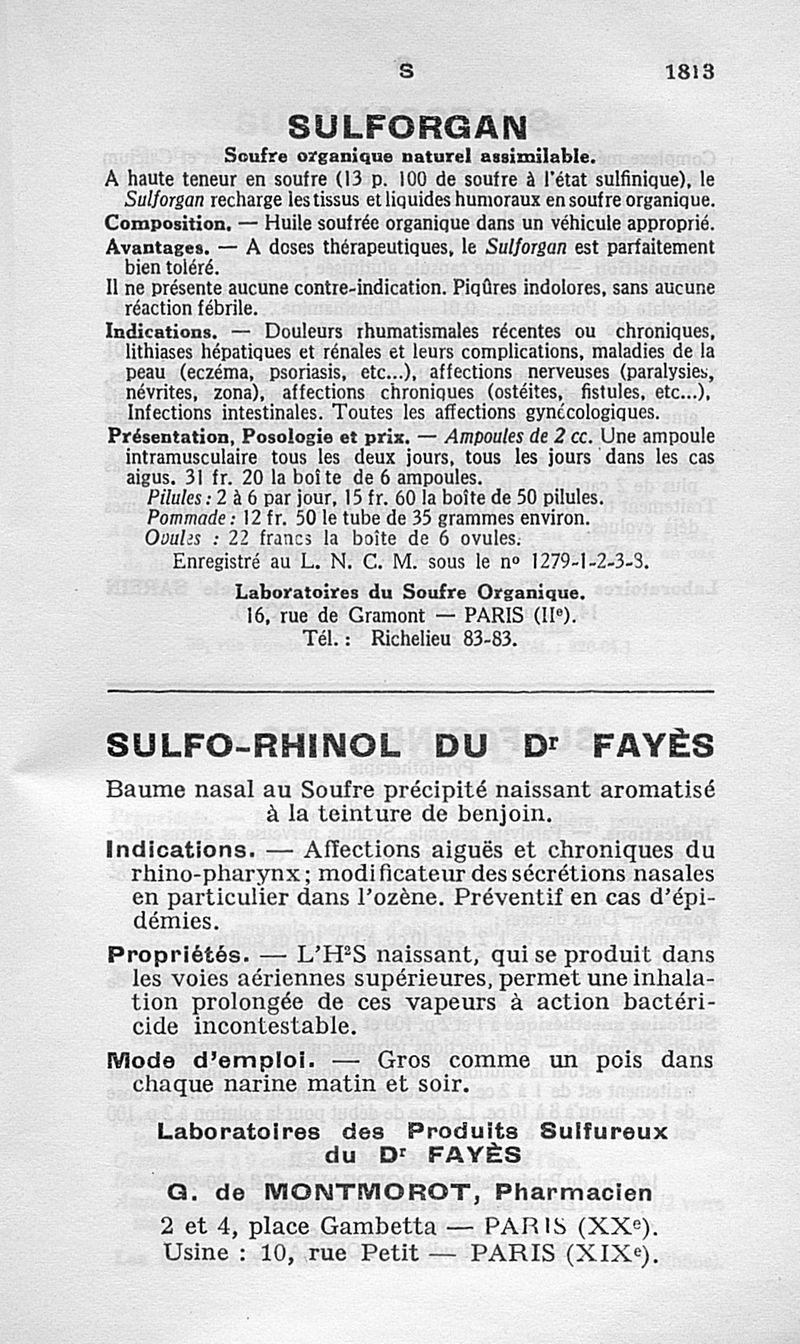 S 1813
SULFORGAN
Soufre organique naturel assimilable.
A haute teneur en soufre (13 p. 100 de soufre à l'état sulfinique), le
Sulforgan recharge les tissus et liquides humoraux en soufre organique.
Composition. — Huile soufrée organique dans un véhicule approprié.
Avantages. — A doses thérapeutiques, le Sulforgan est parfaitement
bien toléré.
Il ne présente aucune contre-indication. Piqûres indolores, sans aucune
réaction fébrile.
Indications. — Douleurs rhumatismales récentes ou chroniques,
lithiases hépatiques et rénales et leurs complications, maladies de la
peau (eczéma, psoriasis, etc...), affections nerveuses (paralysies,
névrites, zona), affections chroniques (ostéites, fistules, etc...),
Infections intestinales. Toutes les affections gynécologiques.
Présentation, Posologie et prix. — Ampoules de 2 cc. Une ampoule
intramusculaire tous les deux jours, tous les jours dans les cas
aigus. 31 fr. 20 la boîte de 6 ampoules.
Pilules : 2 à 6 par jour, 15 fr. 60 la boîte de 50 pilules.
Pommade : 12 fr. 50 le tube de 35 grammes environ.
Ovules : 22 francs la boîte de 6 ovules.
Enregistré au L. N. C. M. sous le nº 1279-1-2-3-3.
Laboratoires du Soufre Organique.
16, rue de Gramont — PARIS (IIᵉ).
Tél. : Richelieu 83-83.
SULFO-RHINOL DU Dʳ FAYÈS
Baume nasal au Soufre précipité naissant aromatisé
à la teinture de benjoin.
Indications. — Affections aiguës et chroniques du
rhino-pharynx ; modificateur des sécrétions nasales
en particulier dans l'ozène. Préventif en cas d'épi-
démies.
Propriétés. — L'H²S naissant, qui se produit dans
les voies aériennes supérieures, permet une inhala-
tion prolongée de ces vapeurs à action bactéri-
cide incontestable.
Mode d'emploi. — Gros comme un pois dans
chaque narine matin et soir.
Laboratoires des Produits Sulfureux
du Dʳ FAYÈS
G. de MONTMOROT, Pharmacien
2 et 4, place Gambetta — PARIS (XXᵉ).
Usine : 10, rue Petit — PARIS (XIXᵉ).